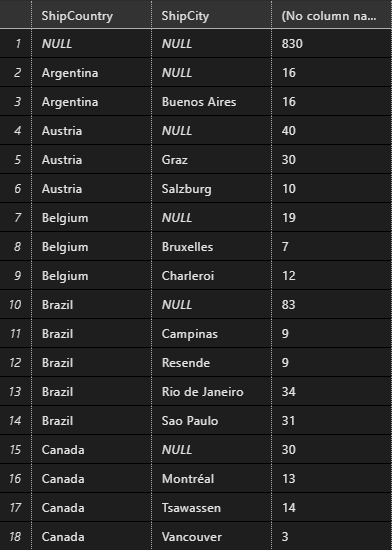 ShipCountry ShipCity (No column na...
1 NULL NULL 830
2 Argentina NULL 16
3 Argentina Buenos Aires 16
4 Austria NULL 40
5 Austria Graz 30
6 Austria Salzburg 10
7 Belgium NULL 19
8 Belgium Bruxelles 7
9 Belgium Charleroi 12
10 Brazil NULL 83
11 Brazil Campinas 9
12 Brazil Resende 9
13 Brazil Rio de Janeiro 34
14 Brazil Sao Paulo 31
15 Canada NULL 30
16 Canada Montréal 13
17 Canada Tsawassen 14
18 Canada Vancouver 3